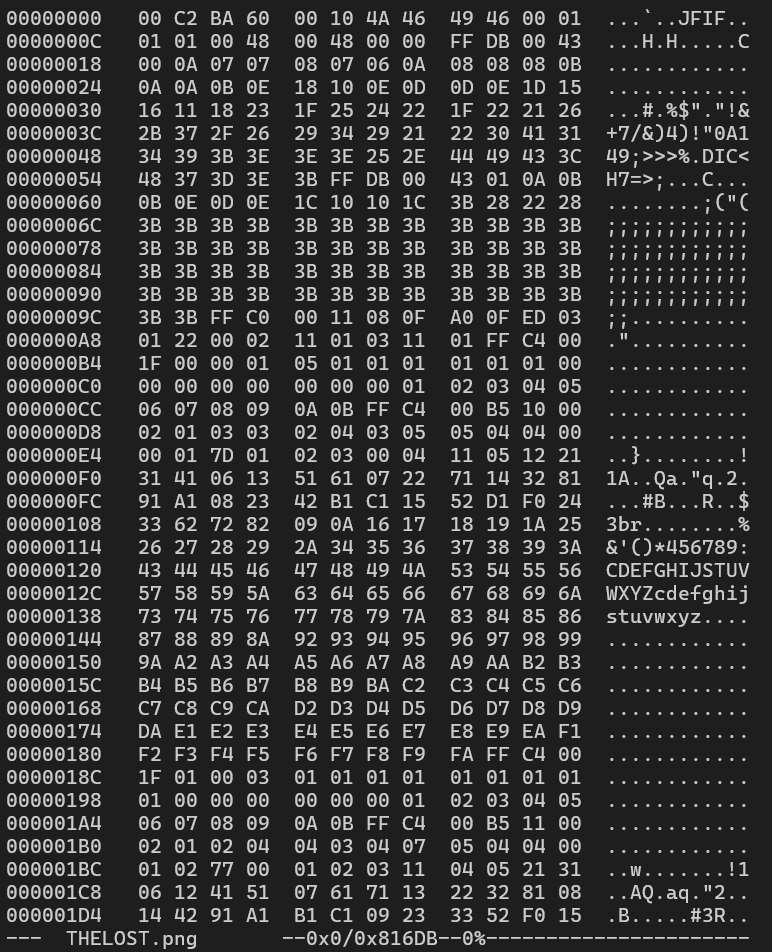 00000000   00 C2 BA 60  00 10 4A 46  49 46 00 01  ...`..JFIF..
0000000C   01 01 00 48  00 48 00 00  FF DB 00 43  ...H.H.....C
00000018   00 0A 07 07  08 07 06 0A  08 08 08 0B  ............
00000024   0A 0A 0B 0E  18 10 0E 0D  0D 0E 1D 15  ............
00000030   16 11 18 23  1F 25 24 22  1F 22 21 26  ...#.%$"."!&
0000003C   2B 37 2F 26  29 34 29 21  22 30 41 31  +7/&)4)!"0A1
00000048   34 39 3B 3E  3E 3E 25 2E  44 49 43 3C  49;>>>%.DIC<
00000054   48 37 3D 3E  3B FF DB 00  43 01 0A 0B  H7=>;...C...
00000060   0B 0E 0D 0E  1C 10 10 1C  3B 28 22 28  ........;("(
0000006C   3B 3B 3B 3B  3B 3B 3B 3B  3B 3B 3B 3B  ;;;;;;;;;;;;
00000078   3B 3B 3B 3B  3B 3B 3B 3B  3B 3B 3B 3B  ;;;;;;;;;;;;
00000084   3B 3B 3B 3B  3B 3B 3B 3B  3B 3B 3B 3B  ;;;;;;;;;;;;
00000090   3B 3B 3B 3B  3B 3B 3B 3B  3B 3B 3B 3B  ;;;;;;;;;;;;
0000009C   3B 3B FF C0  00 11 08 0F  A0 0F ED 03  ;;..........
000000A8   01 22 00 02  11 01 03 11  01 FF C4 00  ."..........
000000B4   1F 00 00 01  05 01 01 01  01 01 01 00  ............
000000C0   00 00 00 00  00 00 00 01  02 03 04 05  ............
000000CC   06 07 08 09  0A 0B FF C4  00 B5 10 00  ............
000000D8   02 01 03 03  02 04 03 05  05 04 04 00  ............
000000E4   00 01 7D 01  02 03 00 04  11 05 12 21  ..}........!
000000F0   31 41 06 13  51 61 07 22  71 14 32 81  1A..Qa."q.2.
000000FC   91 A1 08 23  42 B1 C1 15  52 D1 F0 24  ...#B...R..$
00000108   33 62 72 82  09 0A 16 17  18 19 1A 25  3br........%
00000114   26 27 28 29  2A 34 35 36  37 38 39 3A  &'()*456789:
00000120   43 44 45 46  47 48 49 4A  53 54 55 56  CDEFGHIJSTUV
0000012C   57 58 59 5A  63 64 65 66  67 68 69 6A  WXYZcdefghij
00000138   73 74 75 76  77 78 79 7A  83 84 85 86  stuvwxyz....
00000144   87 88 89 8A  92 93 94 95  96 97 98 99  ............
00000150   9A A2 A3 A4  A5 A6 A7 A8  A9 AA B2 B3  ............
0000015C   B4 B5 B6 B7  B8 B9 BA C2  C3 C4 C5 C6  ............
00000168   C7 C8 C9 CA  D2 D3 D4 D5  D6 D7 D8 D9  ............
00000174   DA E1 E2 E3  E4 E5 E6 E7  E8 E9 EA F1  ............
00000180   F2 F3 F4 F5  F6 F7 F8 F9  FA FF C4 00  ............
0000018C   1F 01 00 03  01 01 01 01  01 01 01 01  ............
00000198   01 00 00 00  00 00 00 01  02 03 04 05  ............
000001A4   06 07 08 09  0A 0B FF C4  00 B5 11 00  ............
000001B0   02 01 02 04  04 03 04 07  05 04 04 00  ............
000001BC   01 02 77 00  01 02 03 11  04 05 21 31  ..w.......!1
000001C8   06 12 41 51  07 61 71 13  22 32 81 08  ..AQ.aq."2..
000001D4   14 42 91 A1  B1 C1 09 23  33 52 F0 15  .B.....#3R..
---  THELOST.png       --0x0/0x816DB--0%----------------------